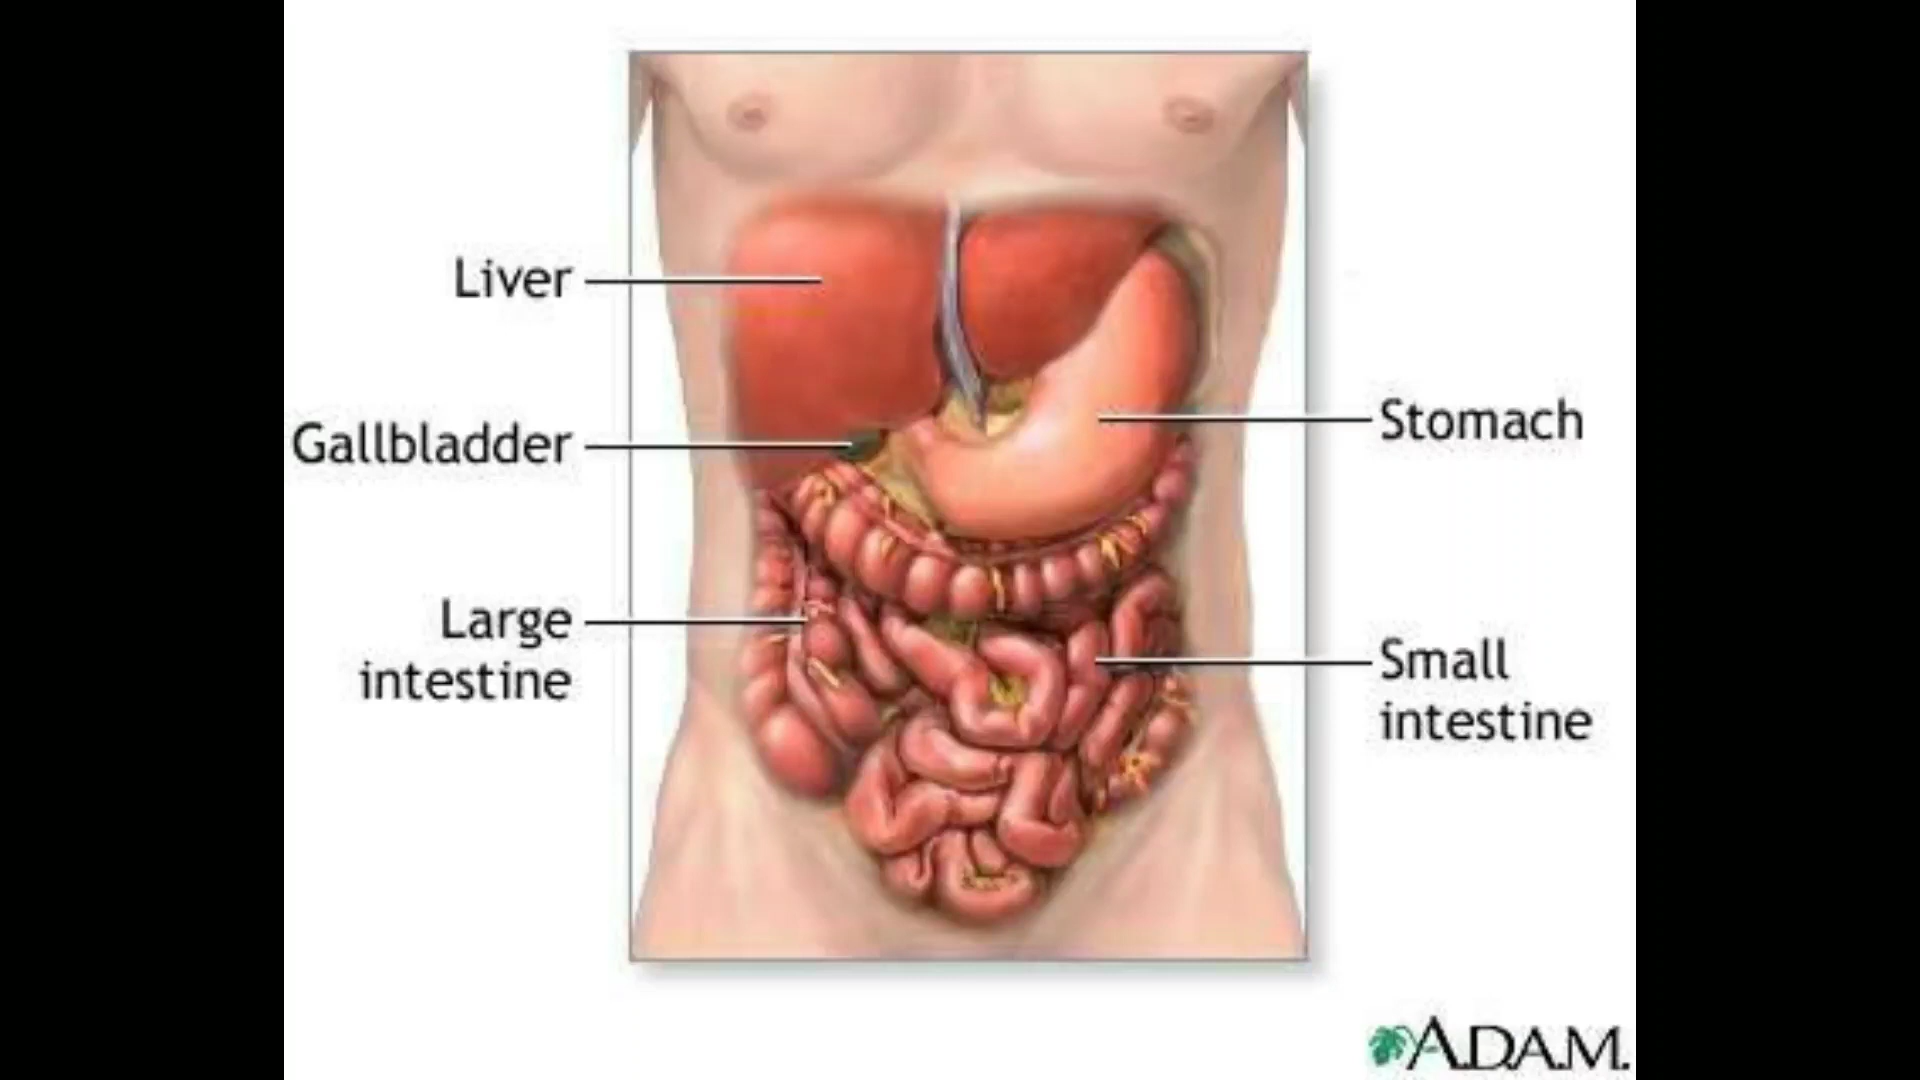 Liver
Gallbladder
Large
intestine
Stomach
Small
intestine
A.D.A.M.